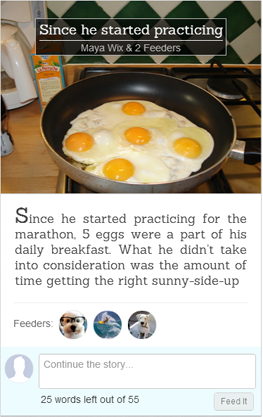 Since he started practicing
Maya Wix & 2 Feeders
Since he started practicing for the
marathon, 5 eggs were a part of his
daily breakfast. What he didn't take
into consideration was the amount of
time getting the right sunny-side-up
Feeders:
Continue the story...
25 words left out of 55
Feed It